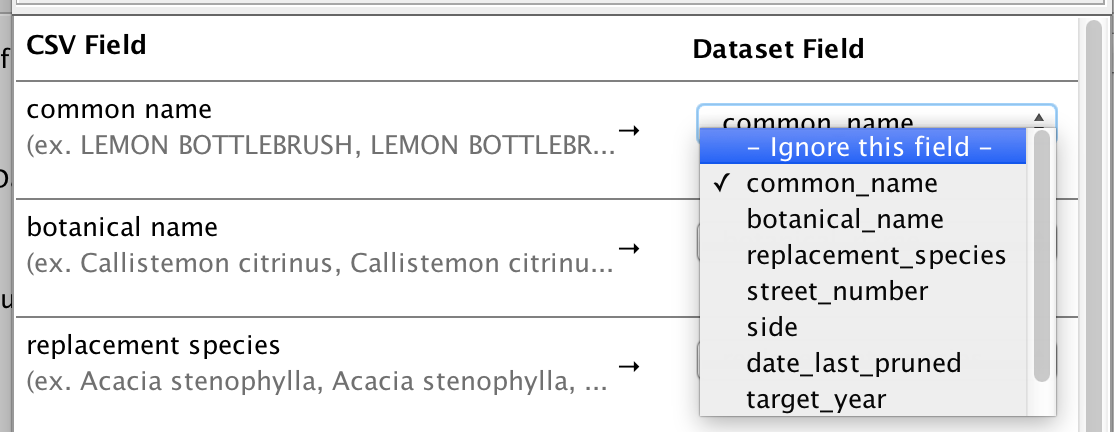 CSV Field
Dataset Field
common name
(ex. LEMON BOTTLEBRUSH, LEMON BOTTLEBR...
→
common_name
– Ignore this field –
✓ common_name
botanical_name
replacement_species
street_number
side
date_last_pruned
target_year
botanical name
(ex. Callistemon citrinus, Callistemon citrinu...
→
replacement species
(ex. Acacia stenophylla, Acacia stenophylla, ...
→